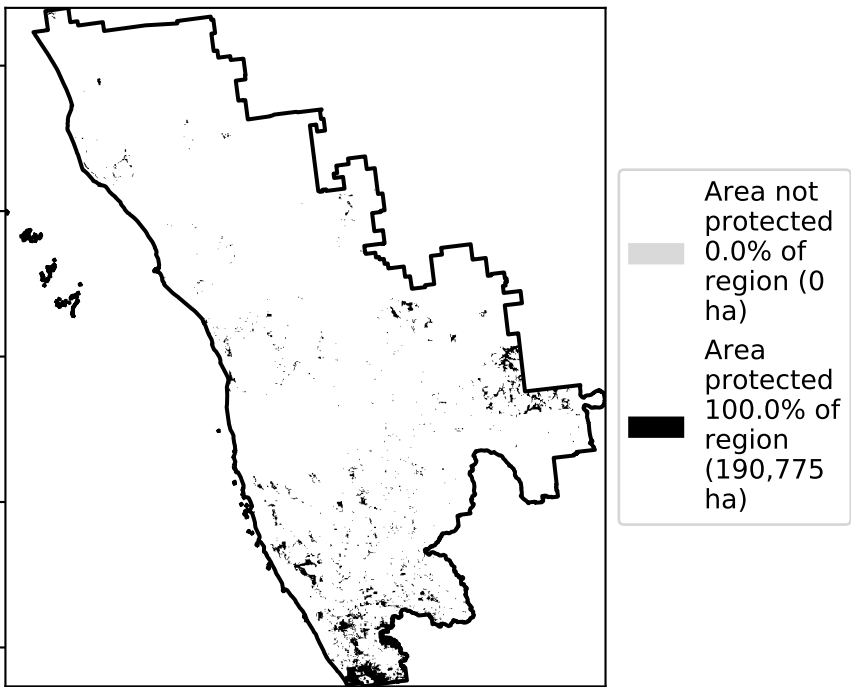 Area not
protected
0.0% of
region (0
ha)
Area
protected
100.0% of
region
(190,775
ha)